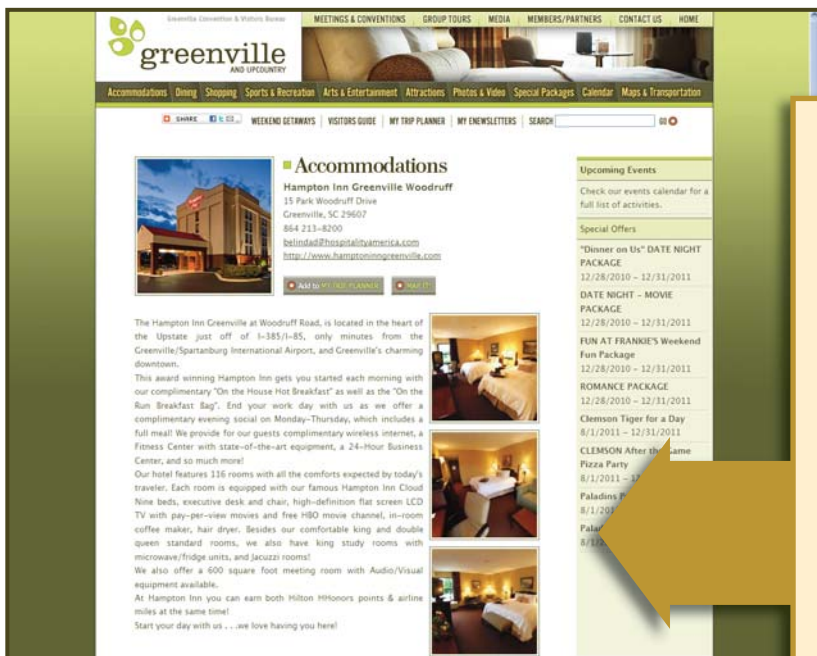 Greenville Convention & Visitors Bureau
MEETINGS & CONVENTIONS GROUP TOURS MEDIA MEMBERS/PARTNERS CONTACT US HOME
greenville
AND UPCOUNTRY
Accommodations Dining Shopping Sports & Recreation Arts & Entertainment Attractions Photos & Video Special Packages Calendar Maps & Transportation
SHARE WEEKEND GETAWAYS VISITORS GUIDE MY TRIP PLANNER MY ENEWSLETTERS SEARCH GO
Accommodations
Hampton Inn Greenville Woodruff
15 Park Woodruff Drive
Greenville, SC 29607
864 213-8200
belindad@hospitalityamerica.com
http://www.hamptoninngreenville.com
Add to MY TRIP PLANNER MAP IT!
The Hampton Inn Greenville at Woodruff Road, is located in the heart of
the Upstate just off of I-385/I-85, only minutes from the
Greenville/Spartanburg International Airport, and Greenville's charming
downtown.
This award winning Hampton Inn gets you started each morning with
our complimentary "On the House Hot Breakfast" as well as the "On the
Run Breakfast Bag". End your work day with us as we offer a
complimentary evening social on Monday-Thursday, which includes a
full meal! We provide for our guests complimentary wireless internet, a
Fitness Center with state-of-the-art equipment, a 24-Hour Business
Center, and so much more!
Our hotel features 116 rooms with all the comforts expected by today's
traveler. Each room is equipped with our famous Hampton Inn Cloud
Nine beds, executive desk and chair, high-definition flat screen LCD
TV with pay-per-view movies and free HBO movie channel, in-room
coffee maker, hair dryer. Besides our comfortable king and double
queen standard rooms, we also have king study rooms with
microwave/fridge units, and Jacuzzi rooms!
We also offer a 600 square foot meeting room with Audio/Visual
equipment available.
At Hampton Inn you can earn both Hilton HHonors points & airline
miles at the same time!
Start your day with us . . .we love having you here!
Upcoming Events
Check our events calendar for a
full list of activities.
Special Offers
"Dinner on Us" DATE NIGHT
PACKAGE
12/28/2010 - 12/31/2011
DATE NIGHT - MOVIE
PACKAGE
12/28/2010 - 12/31/2011
FUN AT FRANKIE'S Weekend
Fun Package
12/28/2010 - 12/31/2011
ROMANCE PACKAGE
12/28/2010 - 12/31/2011
Clemson Tiger for a Day
8/1/2011 - 12/31/2011
CLEMSON After the Game
Pizza Party
8/1/2011 -
Paladins